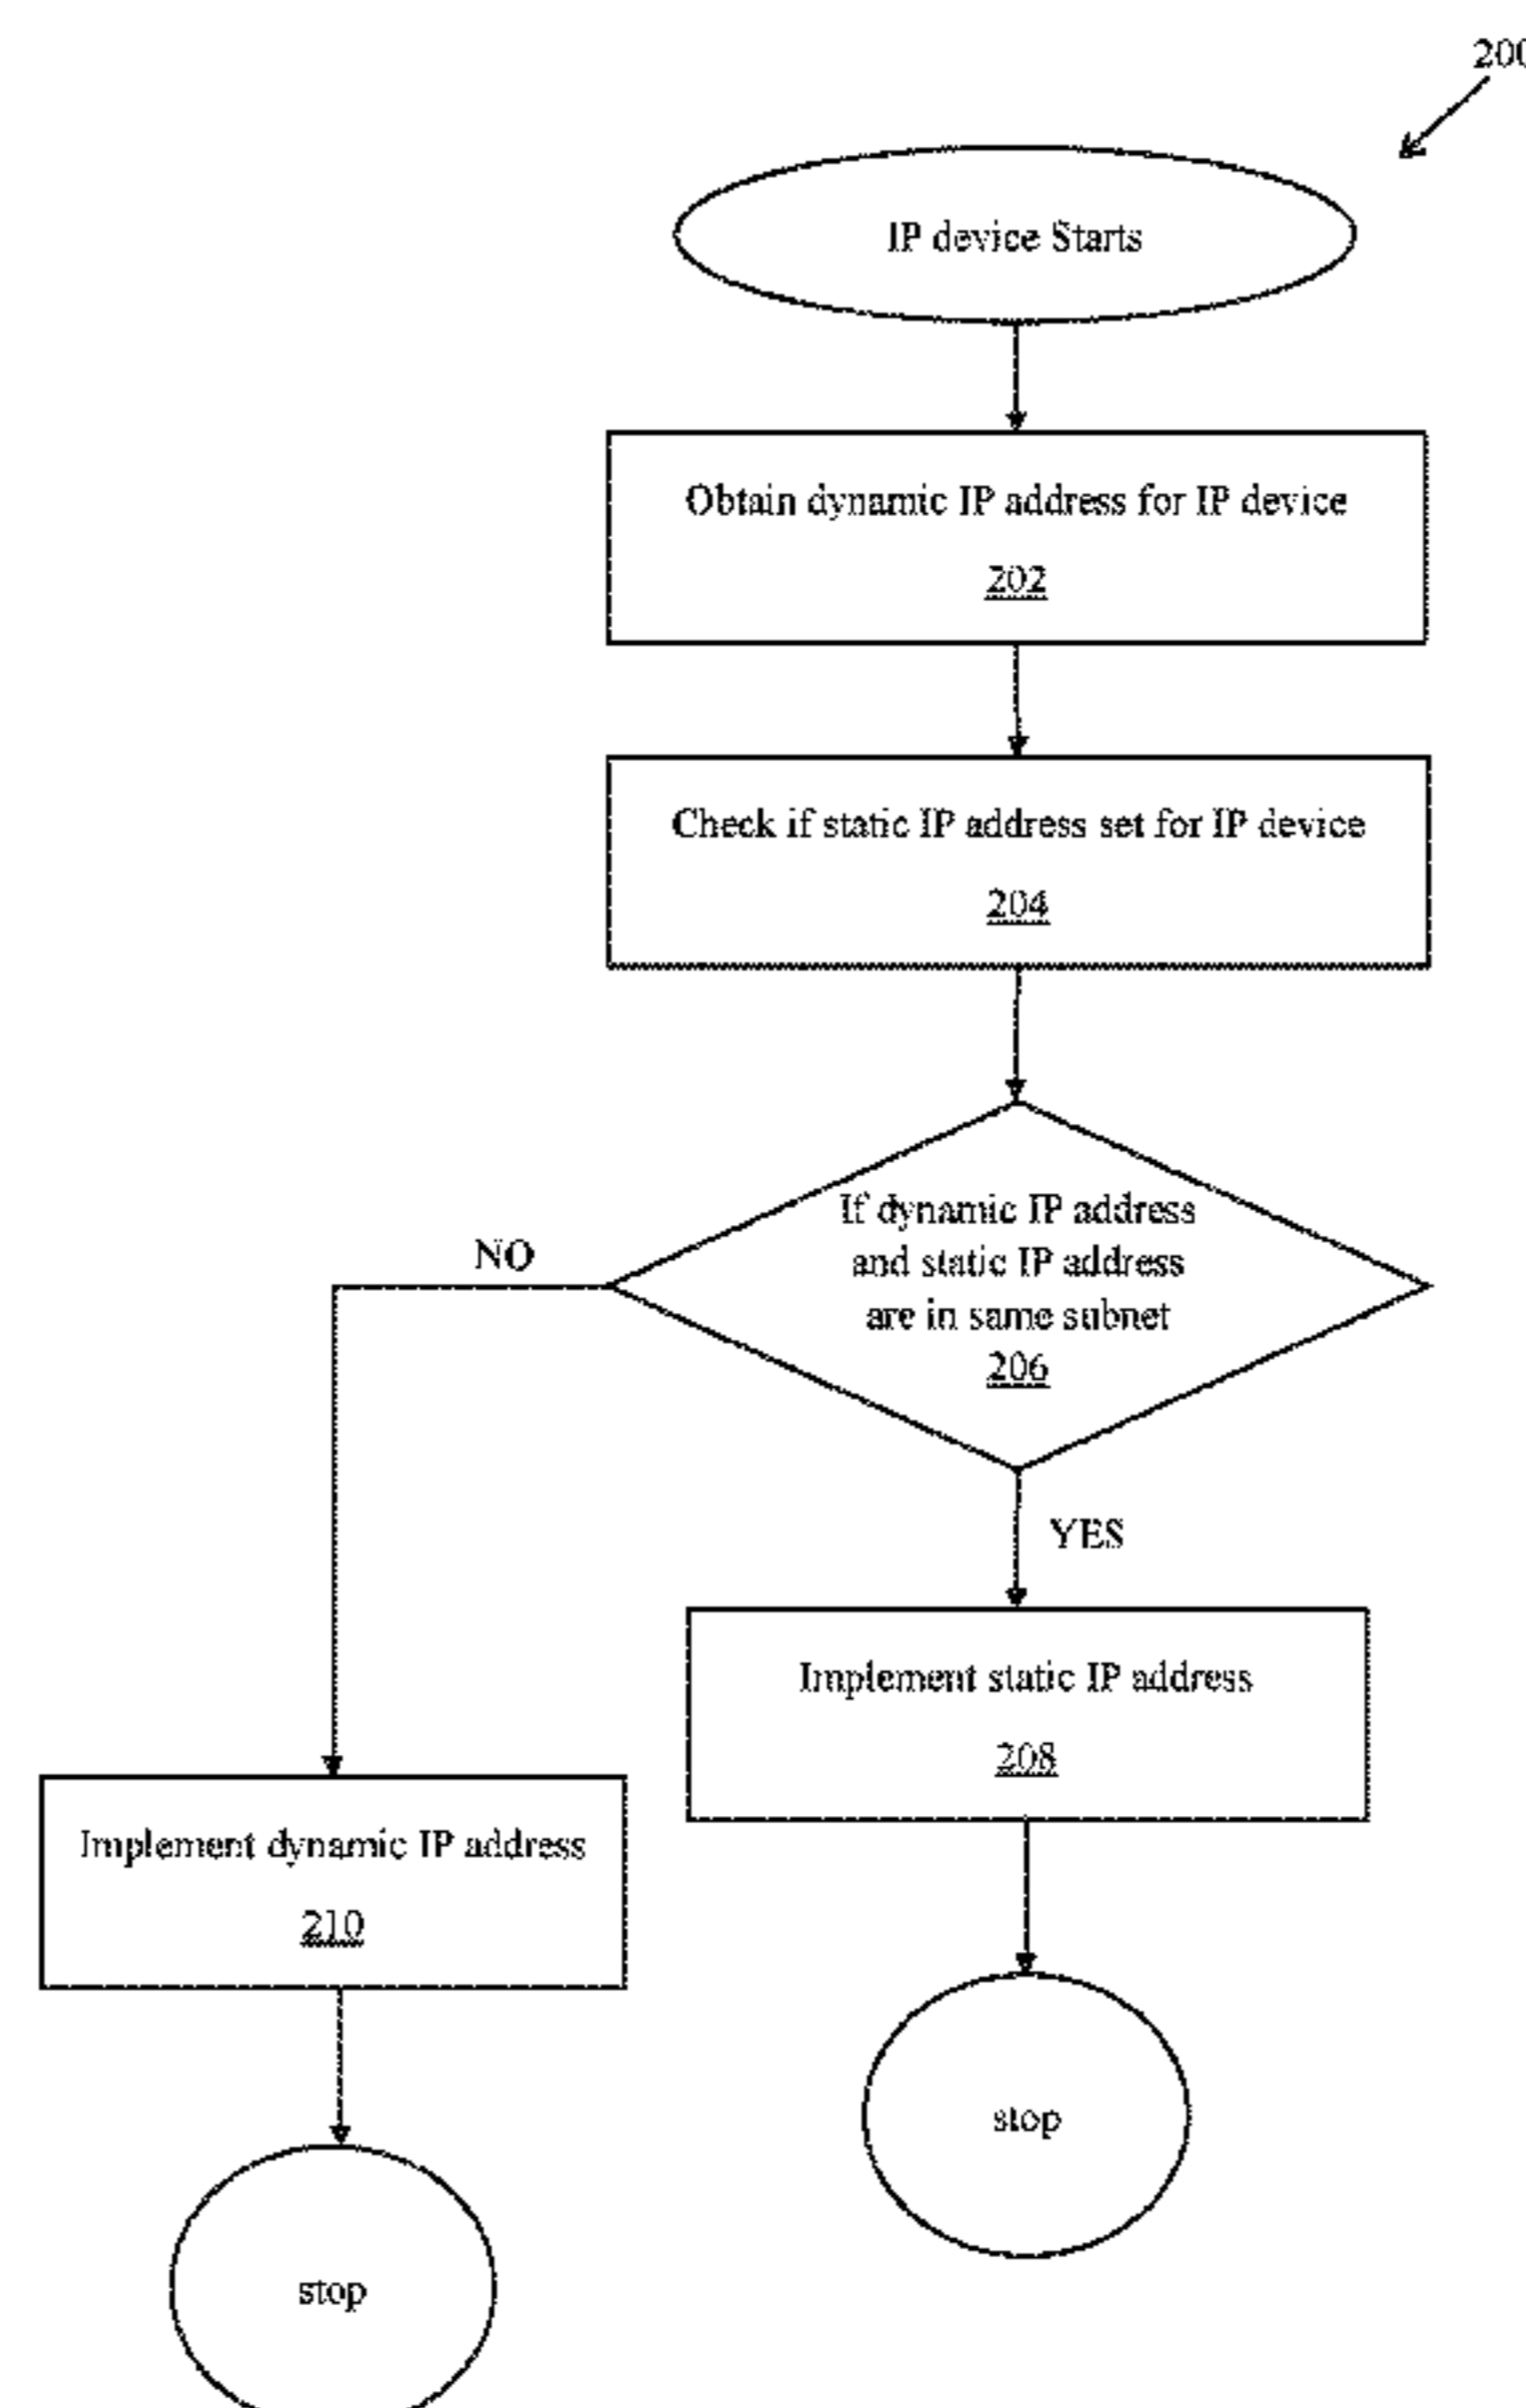 200
IP device Starts
Obtain dynamic IP address for IP device
202
Check if static IP address set for IP device
204
If dynamic IP address
and static IP address
are in same subnet
206
NO
YES
Implement static IP address
208
Implement dynamic IP address
210
stop
stop